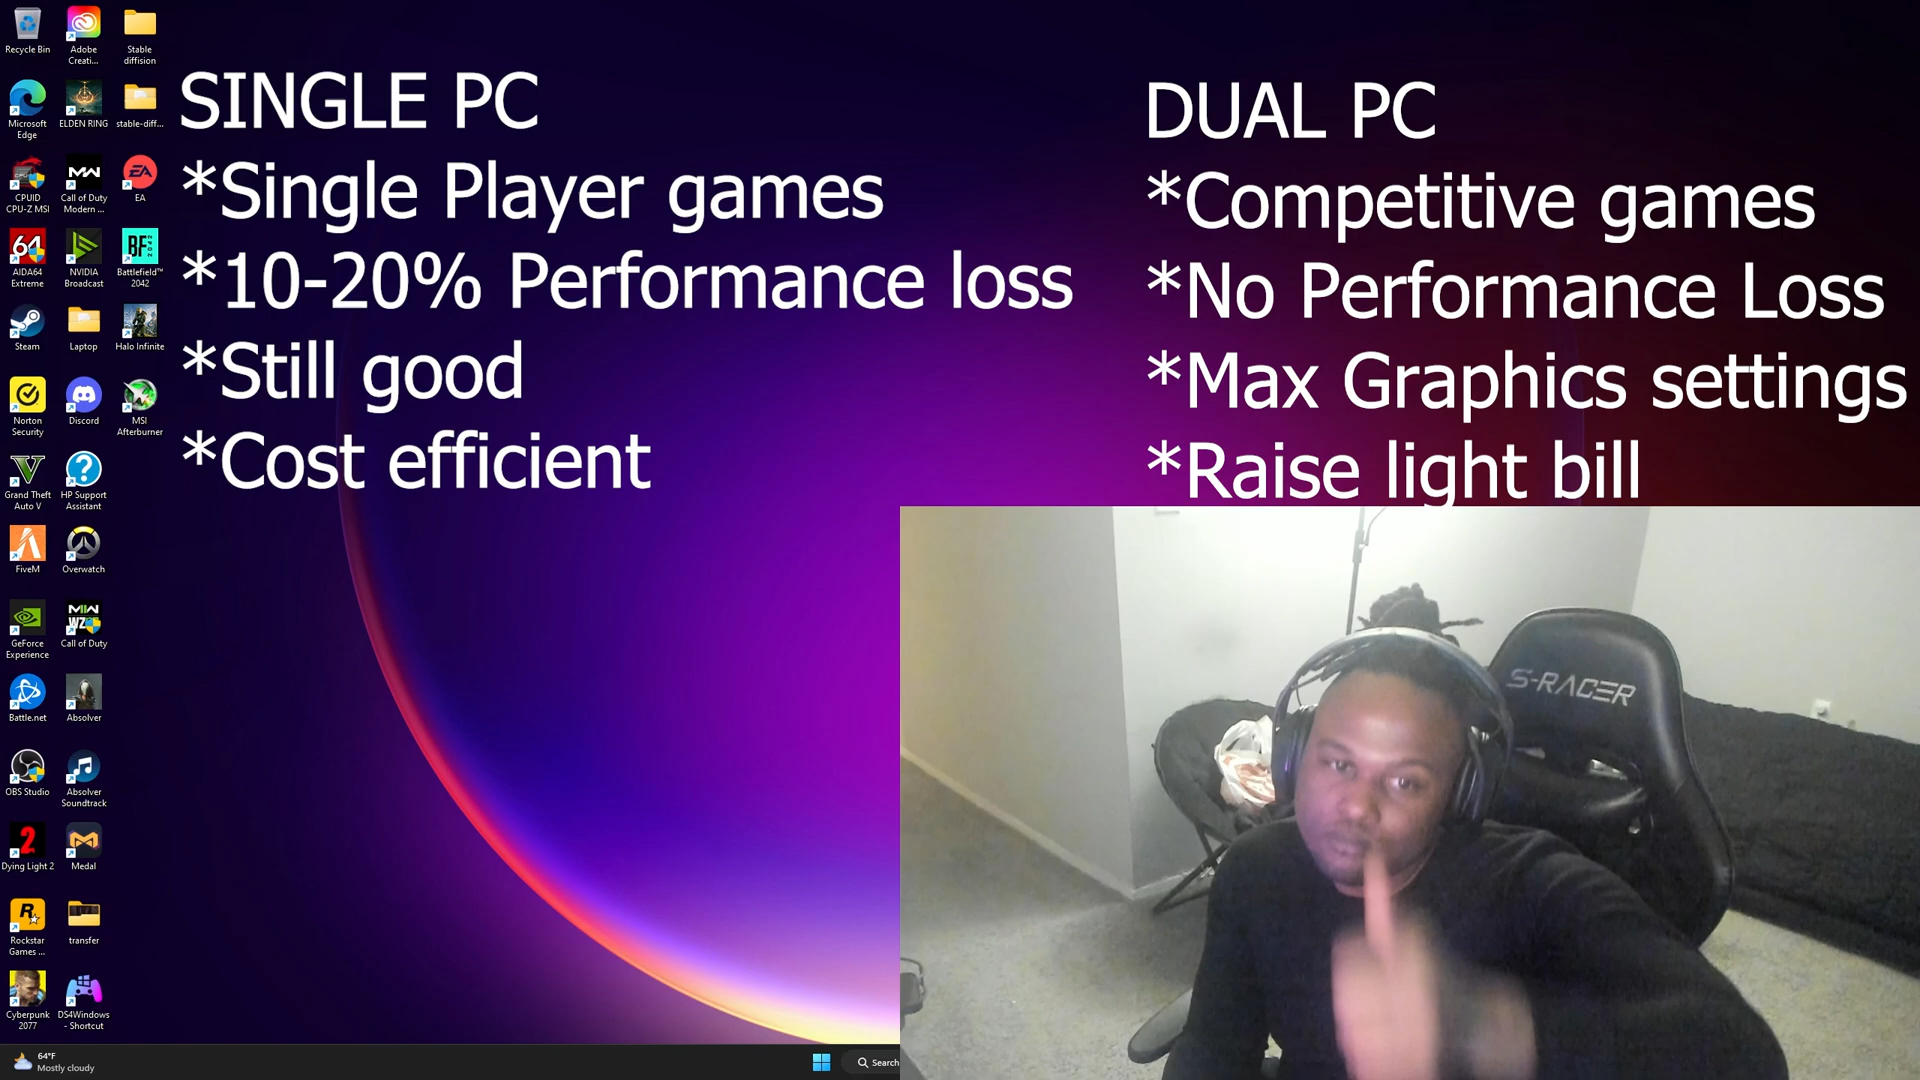 Recycle Bin
Adobe
Creati...
Stable
diffision
Microsoft
Edge
ELDEN RING
stable-diff...
CPUID
CPU-Z MSI
Call of Duty
Modern ...
EA
EA
64
AIDA64
Extreme
NVIDIA
Broadcast
BF
2042
Battlefield™
2042
Steam
Laptop
Halo Infinite
Norton
Security
Discord
MSI
Afterburner
Grand Theft
Auto V
HP Support
Assistant
FiveM
Overwatch
GeForce
Experience
Call of Duty
Battle.net
Absolver
OBS Studio
Absolver
Soundtrack
2
Dying Light 2
Medal
Rockstar
Games ...
transfer
Cyberpunk
2077
DS4Windows
- Shortcut
SINGLE PC
*Single Player games
*10-20% Performance loss
*Still good
*Cost efficient
DUAL PC
*Competitive games
*No Performance Loss
*Max Graphics settings
*Raise light bill
S-RACER
64°F
Mostly cloudy
Search